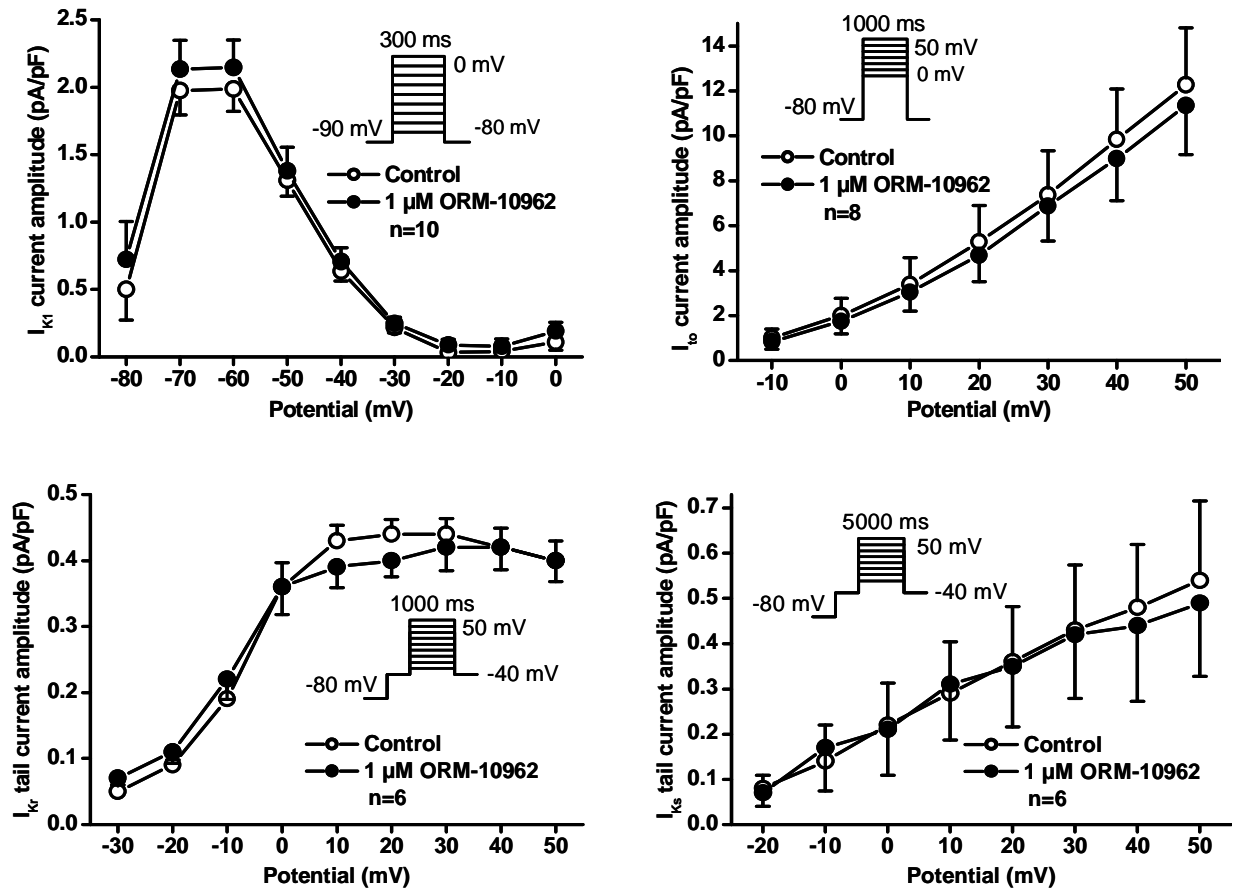 I_K1 current amplitude (pA/pF)
2.5
2.0
1.5
1.0
0.5
0.0
300 ms
0 mV
-90 mV
-80 mV
Control
1 µM ORM-10962
n=10
-80 -70 -60 -50 -40 -30 -20 -10 0
Potential (mV)
I_to current amplitude (pA/pF)
14
12
10
8
6
4
2
0
1000 ms
50 mV
0 mV
-80 mV
Control
1 µM ORM-10962
n=8
-10 0 10 20 30 40 50
Potential (mV)
I_Kr tail current amplitude (pA/pF)
0.5
0.4
0.3
0.2
0.1
0.0
1000 ms
50 mV
-80 mV
-40 mV
Control
1 µM ORM-10962
n=6
-30 -20 -10 0 10 20 30 40 50
Potential (mV)
I_Ks tail current amplitude (pA/pF)
0.7
0.6
0.5
0.4
0.3
0.2
0.1
0.0
5000 ms
50 mV
-80 mV
-40 mV
Control
1 µM ORM-10962
n=6
-20 -10 0 10 20 30 40 50
Potential (mV)